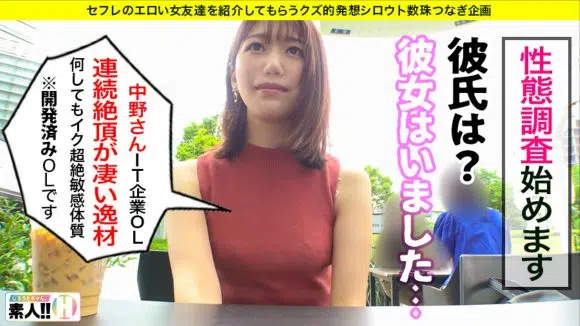 セフレのエロい女友達を紹介してもらうクズ的発想シロウト数珠つなぎ企画
性態調査始めます
彼氏は?
彼女はいました…
中野さんIT企業OL
連続絶頂が凄い逸材
何してもイク超絶敏感体質
※開発済みOLです
素人!!
H